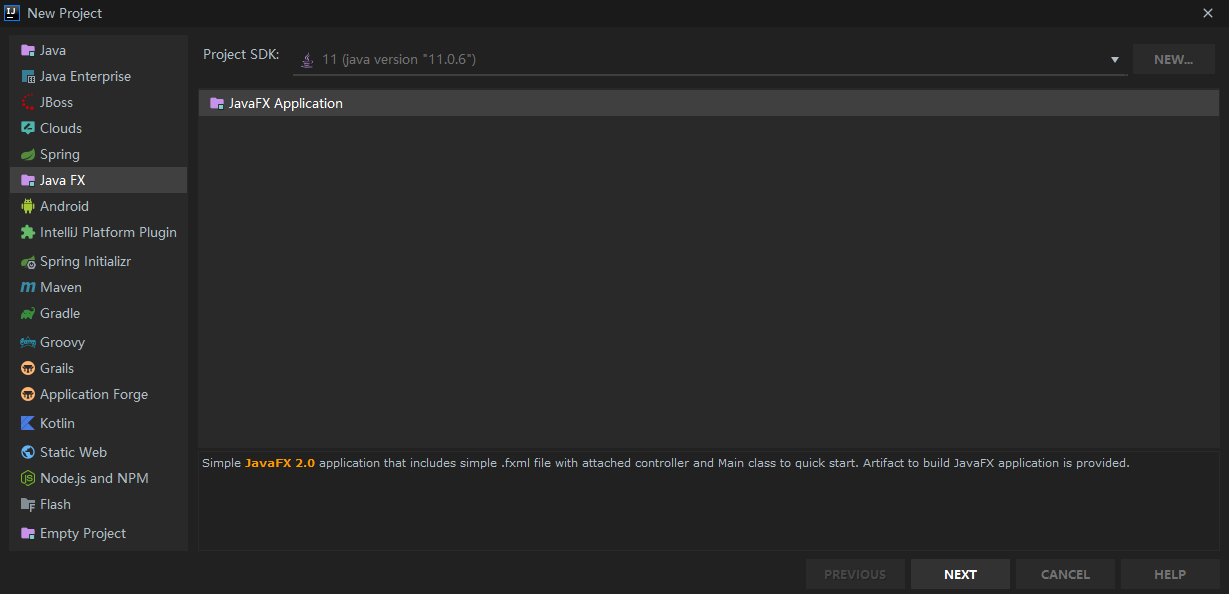 IJ
New Project
Java
Java Enterprise
JBoss
Clouds
Spring
Java FX
Android
IntelliJ Platform Plugin
Spring Initializr
Maven
Gradle
Groovy
Grails
Application Forge
Kotlin
Static Web
Node.js and NPM
Flash
Empty Project
Project SDK:
11 (java version "11.0.6")
NEW...
JavaFX Application
Simple JavaFX 2.0 application that includes simple .fxml file with attached controller and Main class to quick start. Artifact to build JavaFX application is provided.
PREVIOUS
NEXT
CANCEL
HELP